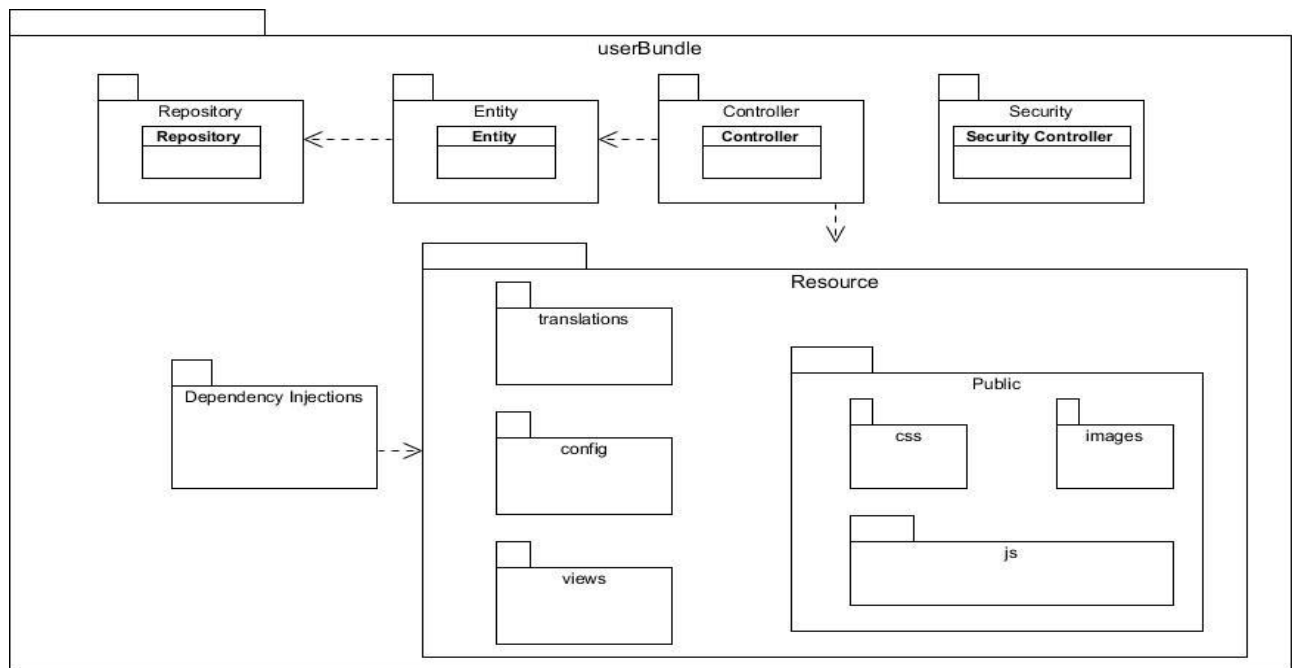 userBundle
Repository
Repository
Entity
Entity
Controller
Controller
Security
Security Controller
Resource
translations
Dependency Injections
config
views
Public
css
images
js